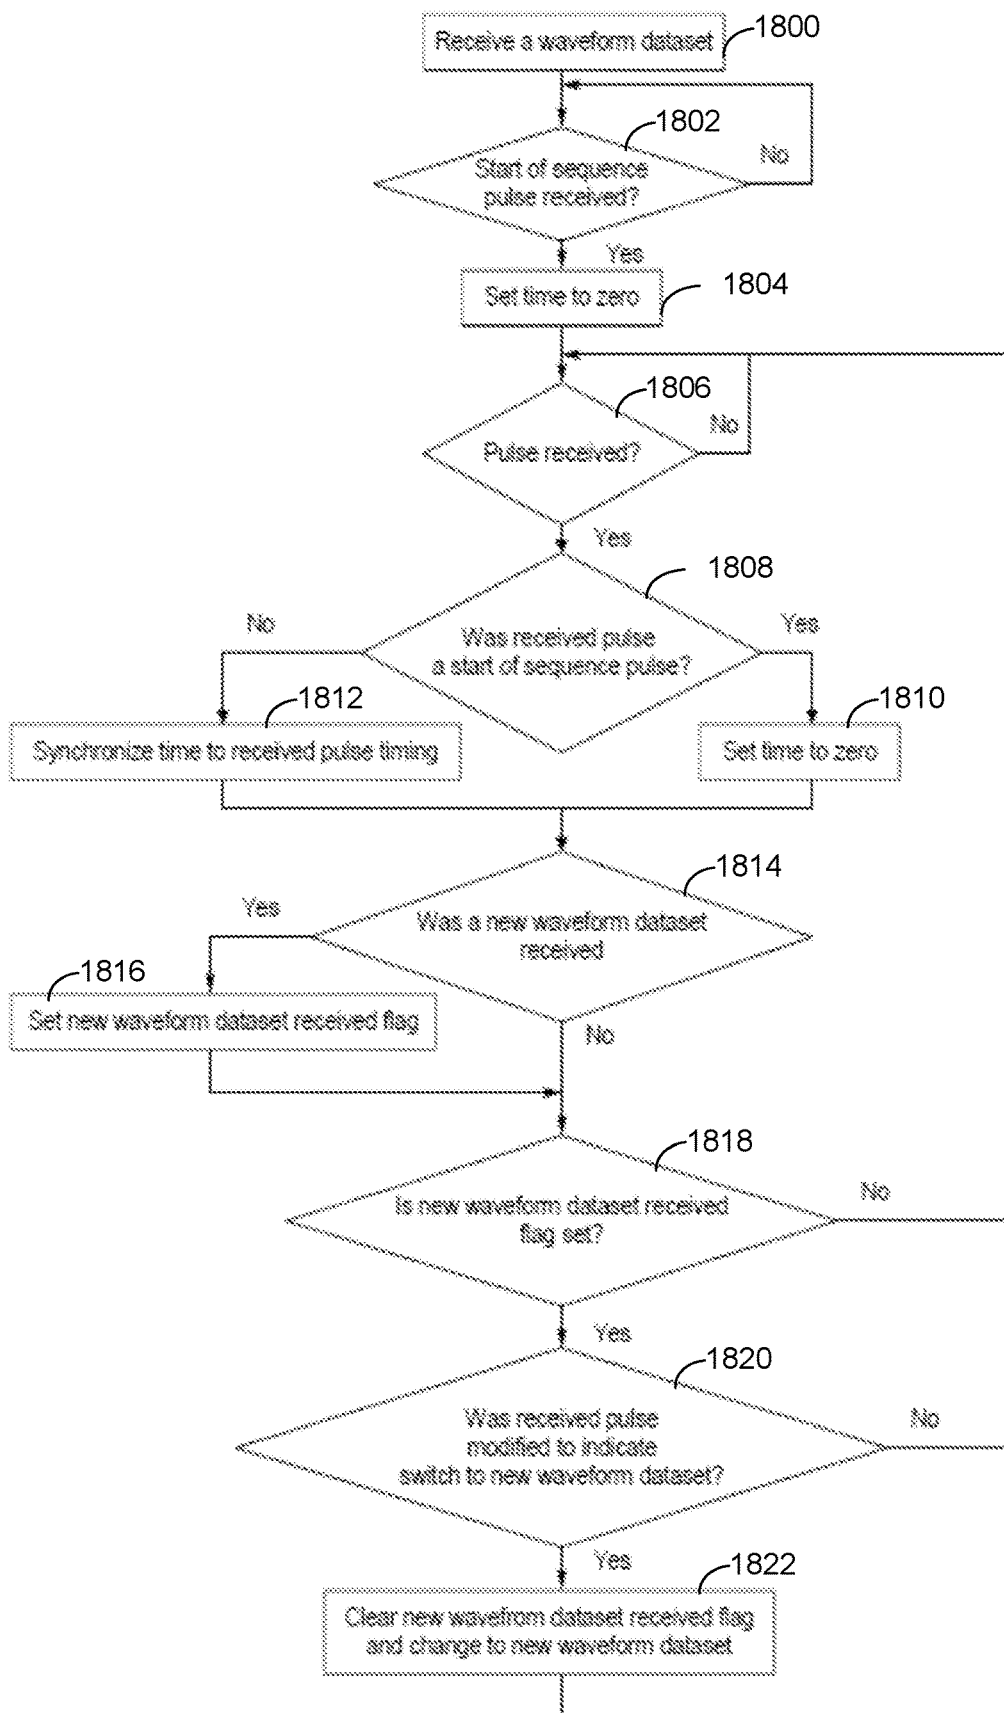 Receive a waveform dataset
1800
1802
Start of sequence
pulse received?
No
Yes
Set time to zero
1804
1806
Pulse received?
No
Yes
1808
No
Was received pulse
a start of sequence pulse?
Yes
1812
Synchronize time to received pulse timing
1810
Set time to zero
1814
Yes
Was a new waveform dataset
received
1816
Set new waveform dataset received flag
No
1818
Is new waveform dataset received
flag set?
No
Yes
1820
Was received pulse
modified to indicate
switch to new waveform dataset?
No
Yes
1822
Clear new wavefrom dataset received flag
and change to new waveform dataset